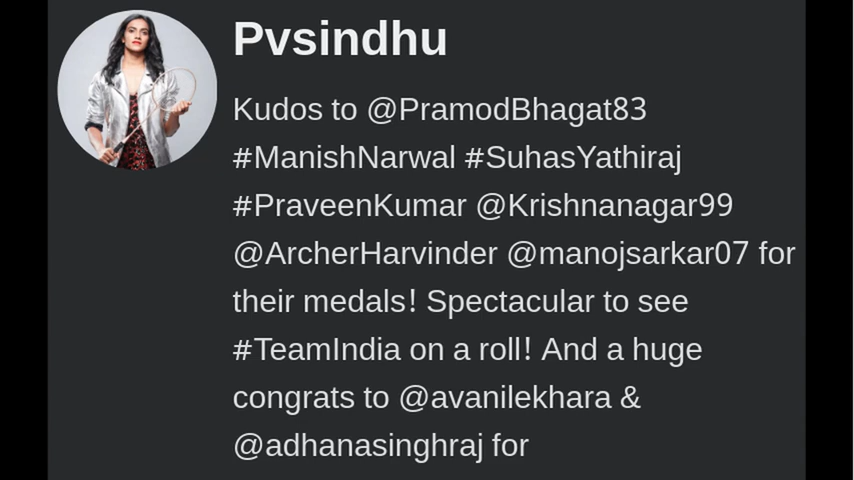 Pvsindhu
Kudos to @PramodBhagat83
#ManishNarwal #SuhasYathiraj
#PraveenKumar @Krishnanagar99
@ArcherHarvinder @manojsarkar07 for
their medals! Spectacular to see
#TeamIndia on a roll! And a huge
congrats to @avanilekhara &
@adhanasinghraj for